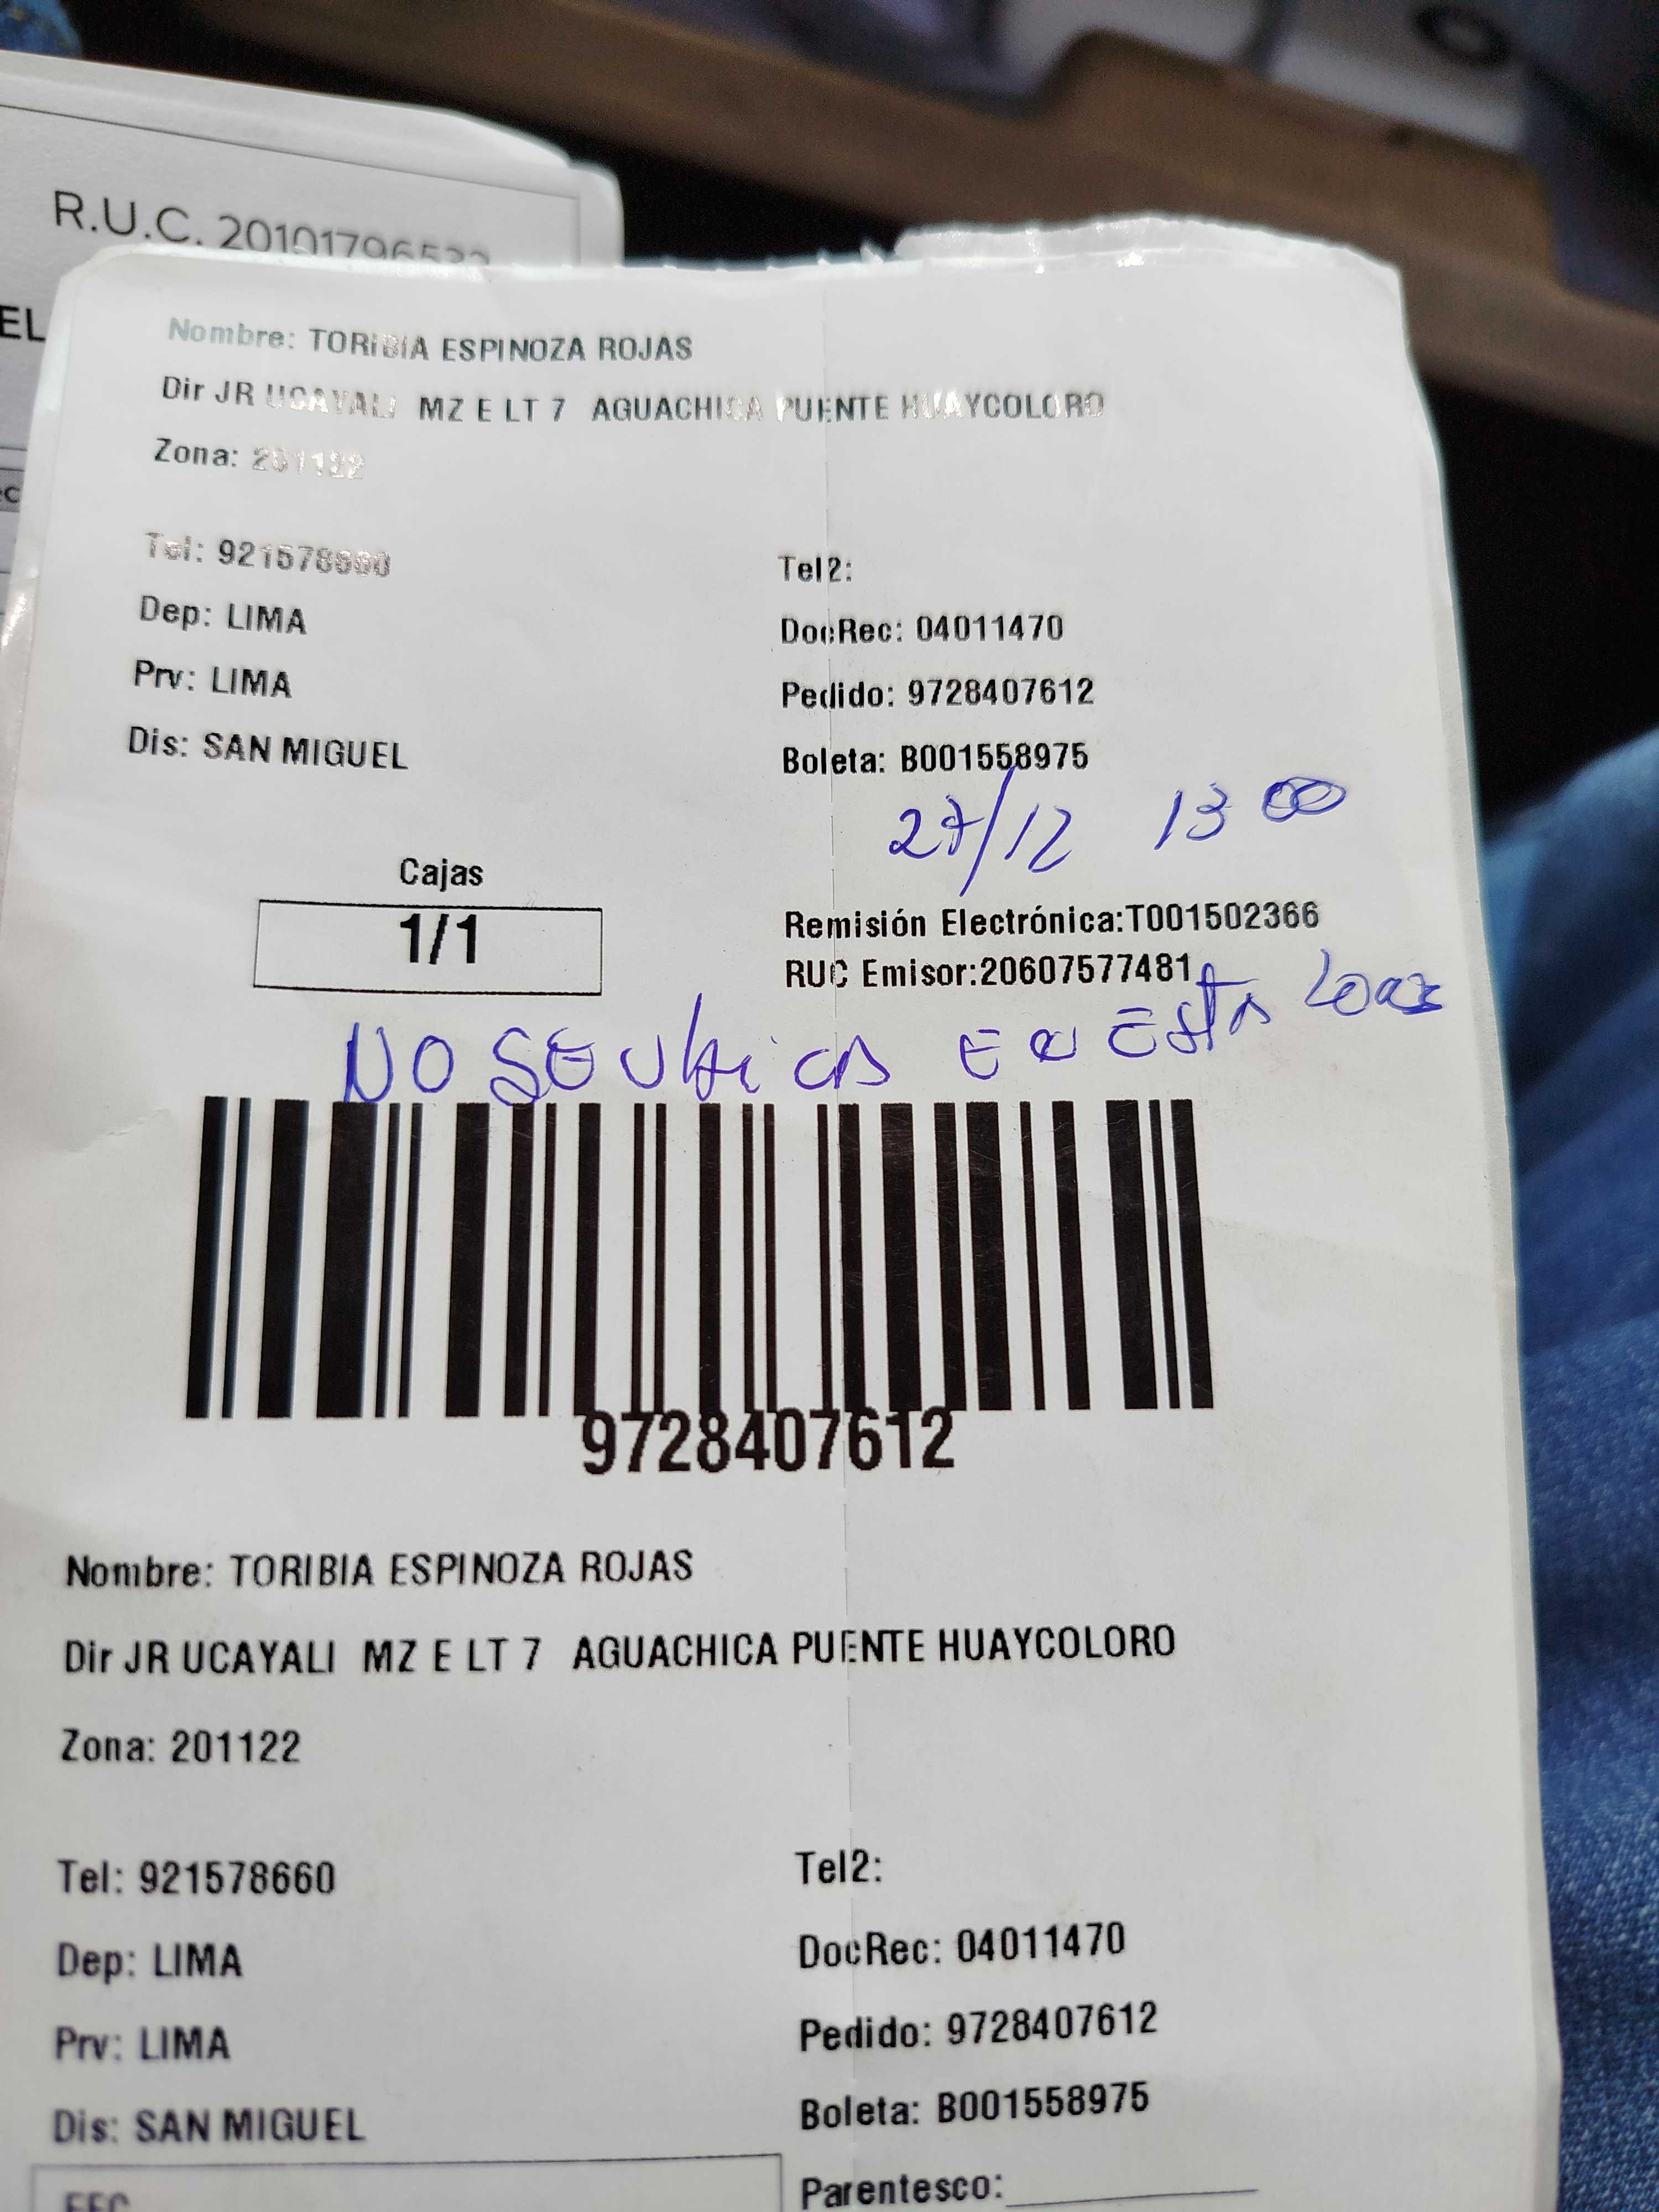 R.U.C. 20101796532
EL
Nombre: TORIBIA ESPINOZA ROJAS
Dir JR UCAYALI MZ E LT 7 AGUACHICA PUENTE HUAYCOLORO
Zona: 201122
Tel: 921578660
Tel2:
Dep: LIMA
DocRec: 04011470
Prv: LIMA
Pedido: 9728407612
Dis: SAN MIGUEL
Boleta: B001558975
27/12 13 00
Cajas
1/1
Remisión Electrónica:T001502366
RUC Emisor:20607577481
NO SE UbicA EN ESTA
9728407612
Nombre: TORIBIA ESPINOZA ROJAS
Dir JR UCAYALI MZ E LT 7 AGUACHICA PUENTE HUAYCOLORO
Zona: 201122
Tel: 921578660
Tel2:
Dep: LIMA
DocRec: 04011470
Prv: LIMA
Pedido: 9728407612
Dis: SAN MIGUEL
Boleta: B001558975
Parentesco: